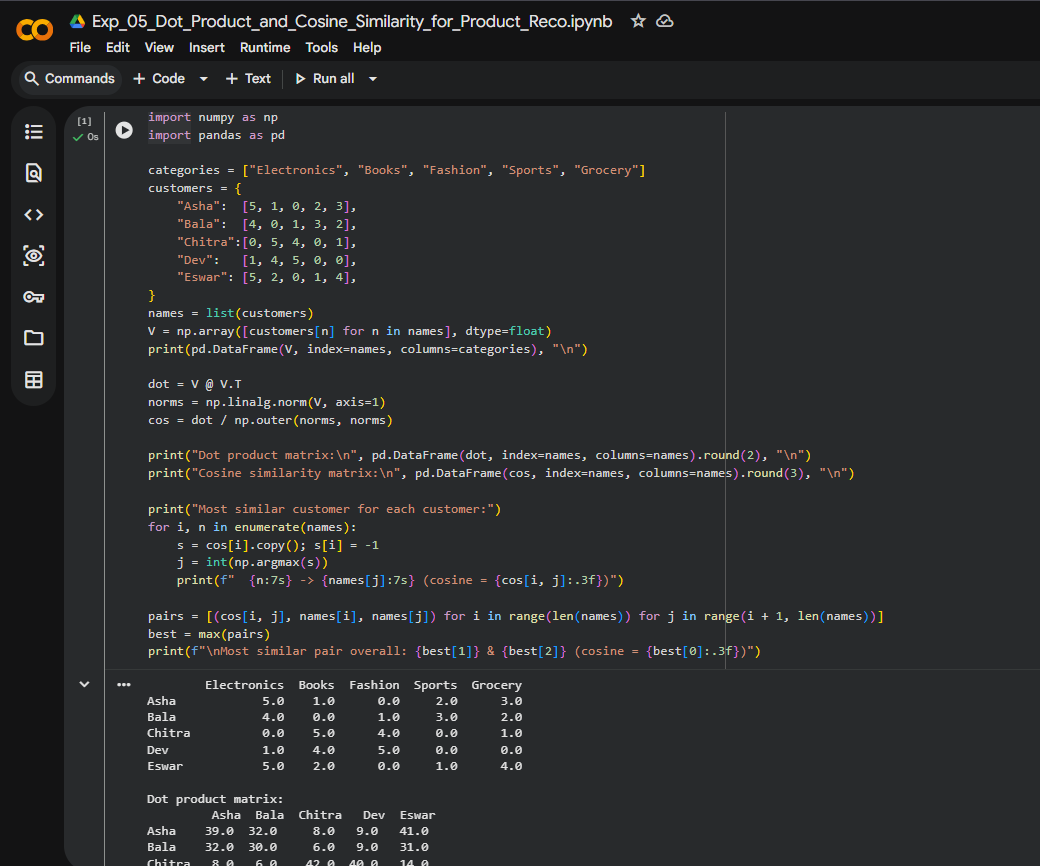 Exp_05_Dot_Product_and_Cosine_Similarity_for_Product_Reco.ipynb
File Edit View Insert Runtime Tools Help
Commands + Code + Text Run all
[1]
0s
import numpy as np
import pandas as pd
categories = ["Electronics", "Books", "Fashion", "Sports", "Grocery"]
customers = {
    "Asha":  [5, 1, 0, 2, 3],
    "Bala":  [4, 0, 1, 3, 2],
    "Chitra":[0, 5, 4, 0, 1],
    "Dev":   [1, 4, 5, 0, 0],
    "Eswar": [5, 2, 0, 1, 4],
}
names = list(customers)
V = np.array([customers[n] for n in names], dtype=float)
print(pd.DataFrame(V, index=names, columns=categories), "\n")
dot = V @ V.T
norms = np.linalg.norm(V, axis=1)
cos = dot / np.outer(norms, norms)
print("Dot product matrix:\n", pd.DataFrame(dot, index=names, columns=names).round(2), "\n")
print("Cosine similarity matrix:\n", pd.DataFrame(cos, index=names, columns=names).round(3), "\n")
print("Most similar customer for each customer:")
for i, n in enumerate(names):
    s = cos[i].copy(); s[i] = -1
    j = int(np.argmax(s))
    print(f"  {n:7s} -> {names[j]:7s} (cosine = {cos[i, j]:.3f})")
pairs = [(cos[i, j], names[i], names[j]) for i in range(len(names)) for j in range(i + 1, len(names))]
best = max(pairs)
print(f"\nMost similar pair overall: {best[1]} & {best[2]} (cosine = {best[0]:.3f})")
        Electronics  Books  Fashion  Sports  Grocery
Asha            5.0    1.0      0.0     2.0      3.0
Bala            4.0    0.0      1.0     3.0      2.0
Chitra          0.0    5.0      4.0     0.0      1.0
Dev             1.0    4.0      5.0     0.0      0.0
Eswar           5.0    2.0      0.0     1.0      4.0
Dot product matrix:
         Asha  Bala  Chitra   Dev  Eswar
Asha    39.0  32.0     8.0   9.0   41.0
Bala    32.0  30.0     6.0   9.0   31.0
Chitra   8.0   6.0    42.0  40.0   14.0